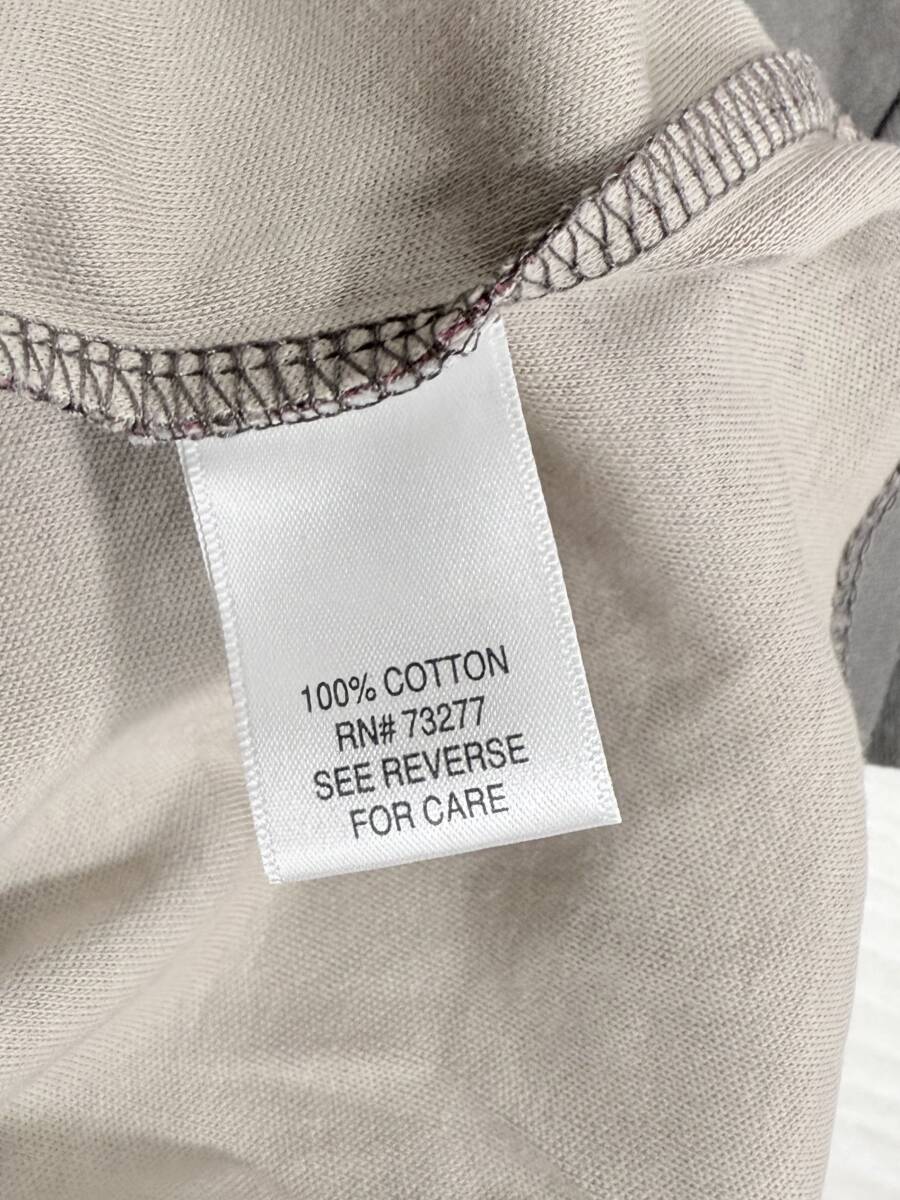 100% COTTON
RN# 73277
SEE REVERSE
FOR CARE